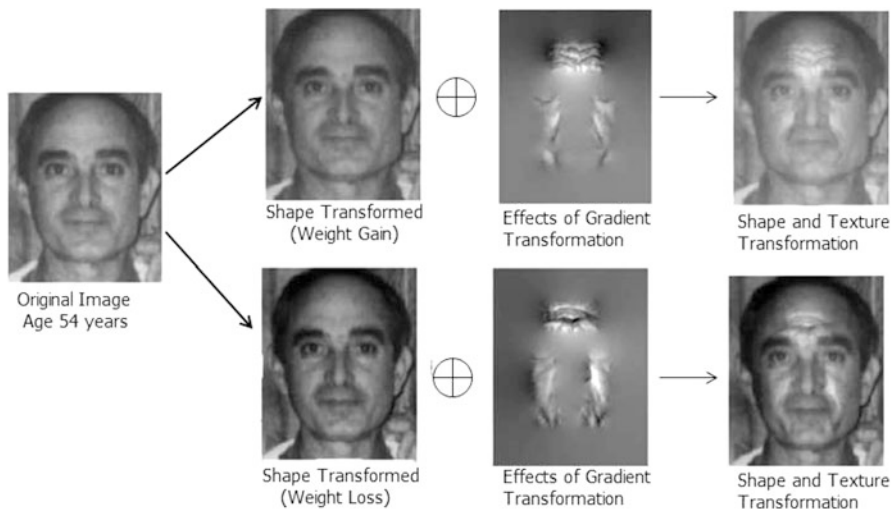 Shape Transformed
(Weight Gain)
Effects of Gradient
Transformation
Shape and Texture
Transformation
Original Image
Age 54 years
Shape Transformed
(Weight Loss)
Effects of Gradient
Transformation
Shape and Texture
Transformation